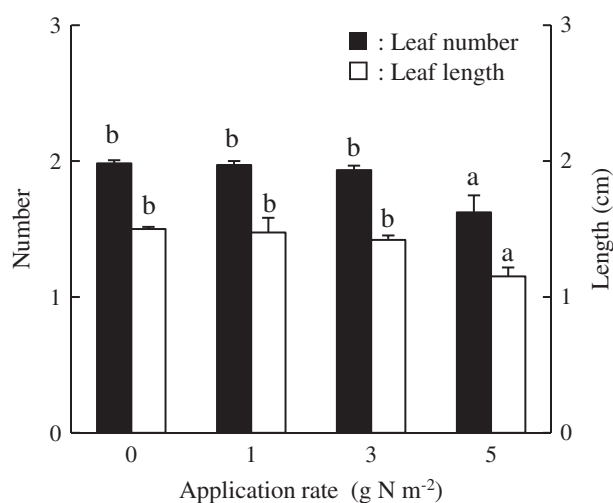 3 3
■ : Leaf number
□ : Leaf length
b b b
2 2
a
b b b
Number
Length (cm)
a
1 1
0 0
0 1 3 5
Application rate (g N m⁻²)